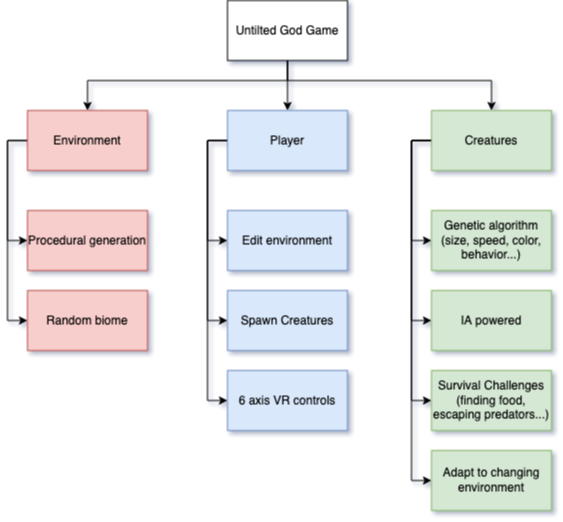 Untilted God Game
Environment
Player
Creatures
Procedural generation
Edit environment
Genetic algorithm
(size, speed, color,
behavior...)
Random biome
Spawn Creatures
IA powered
6 axis VR controls
Survival Challenges
(finding food,
escaping predators...)
Adapt to changing
environment